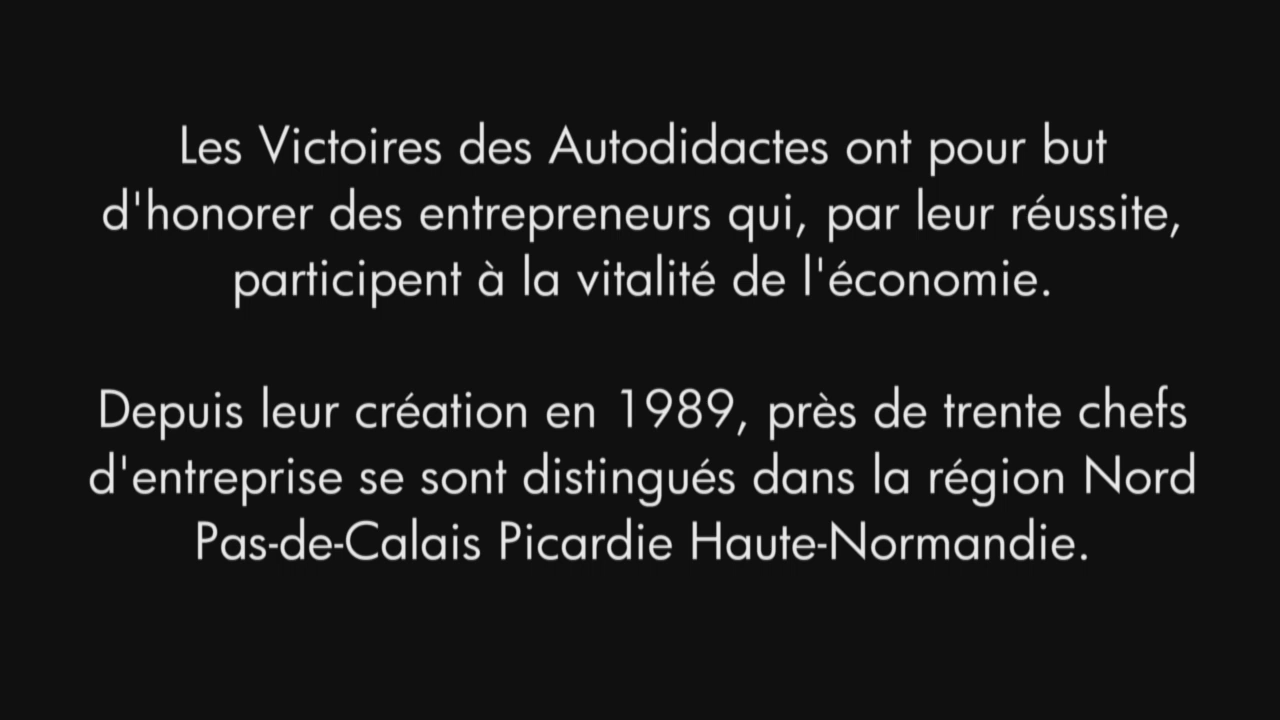 Les Victoires des Autodidactes ont pour but
d'honorer des entrepreneurs qui, par leur réussite,
participent à la vitalité de l'économie.
Depuis leur création en 1989, près de trente chefs
d'entreprise se sont distingués dans la région Nord
Pas-de-Calais Picardie Haute-Normandie.